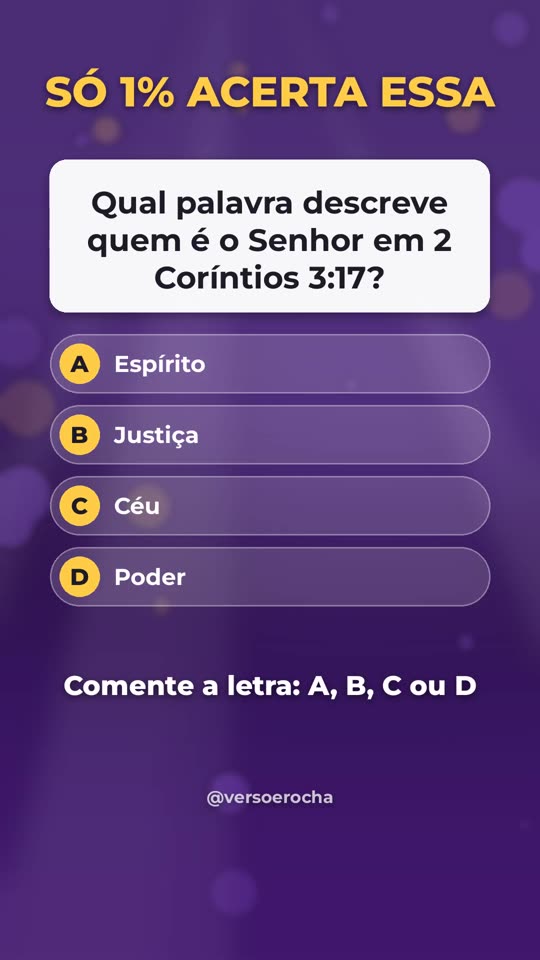 SÓ 1% ACERTA ESSA
Qual palavra descreve
quem é o Senhor em 2
Coríntios 3:17?
A Espírito
B Justiça
C Céu
D Poder
Comente a letra: A, B, C ou D
@versoerocha